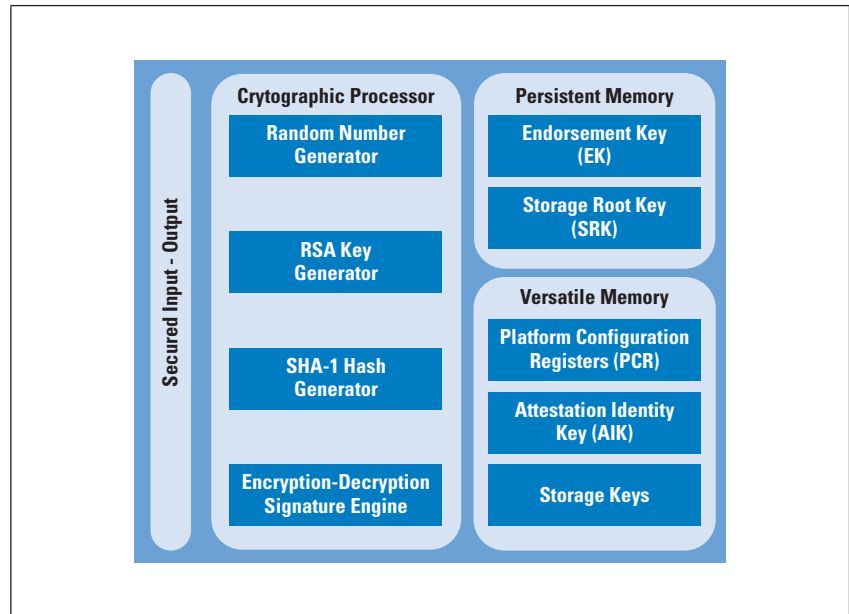 Secured Input - Output
Crytographic Processor
Random Number
Generator
RSA Key
Generator
SHA-1 Hash
Generator
Encryption-Decryption
Signature Engine
Persistent Memory
Endorsement Key
(EK)
Storage Root Key
(SRK)
Versatile Memory
Platform Configuration
Registers (PCR)
Attestation Identity
Key (AIK)
Storage Keys